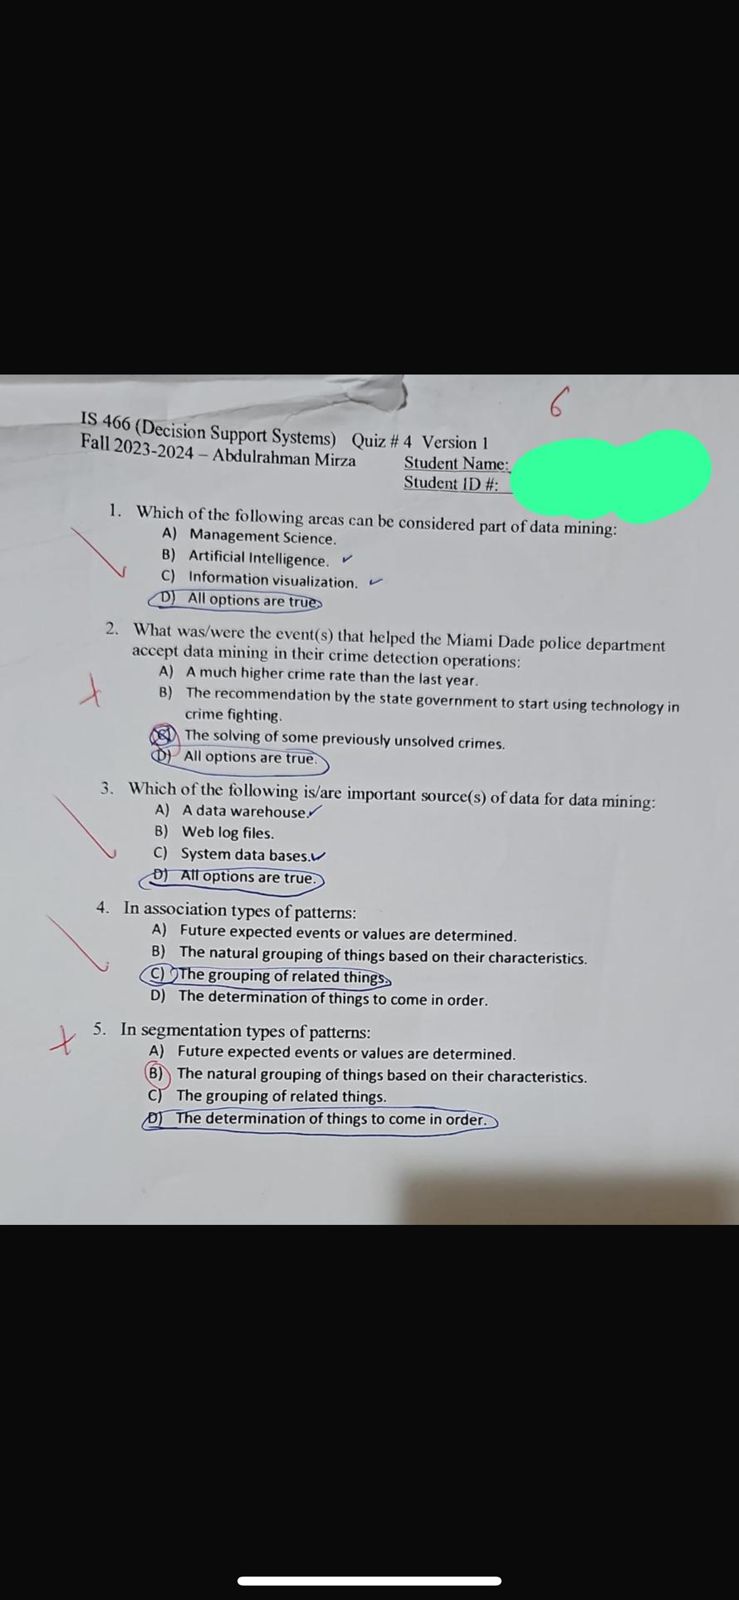 6
IS 466 (Decision Support Systems) Quiz # 4 Version 1
Fall 2023-2024 – Abdulrahman Mirza
Student Name:
Student ID #:
1. Which of the following areas can be considered part of data mining:
A) Management Science.
B) Artificial Intelligence.
C) Information visualization.
D) All options are true.
2. What was/were the event(s) that helped the Miami Dade police department
accept data mining in their crime detection operations:
A) A much higher crime rate than the last year.
B) The recommendation by the state government to start using technology in
crime fighting.
The solving of some previously unsolved crimes.
D) All options are true.
3. Which of the following is/are important source(s) of data for data mining:
A) A data warehouse.
B) Web log files.
C) System data bases.
D) All options are true.
4. In association types of patterns:
A) Future expected events or values are determined.
B) The natural grouping of things based on their characteristics.
C) The grouping of related things.
D) The determination of things to come in order.
5. In segmentation types of patterns:
A) Future expected events or values are determined.
B) The natural grouping of things based on their characteristics.
C) The grouping of related things.
D) The determination of things to come in order.